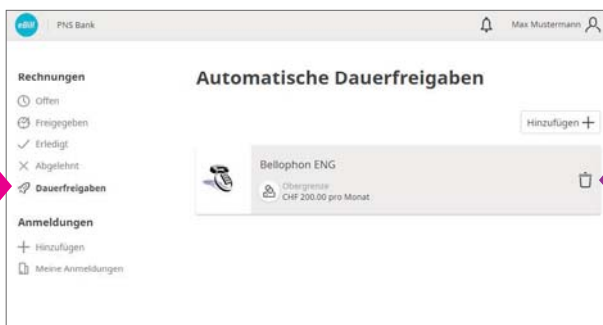 eBill PNS Bank Max Mustermann
Rechnungen
Offen
Freigegeben
Erledigt
Abgelehnt
Dauerfreigaben
Anmeldungen
Hinzufügen
Meine Anmeldungen
Automatische Dauerfreigaben
Hinzufügen
Bellophon ENG
Obergrenze
CHF 200.00 pro Monat